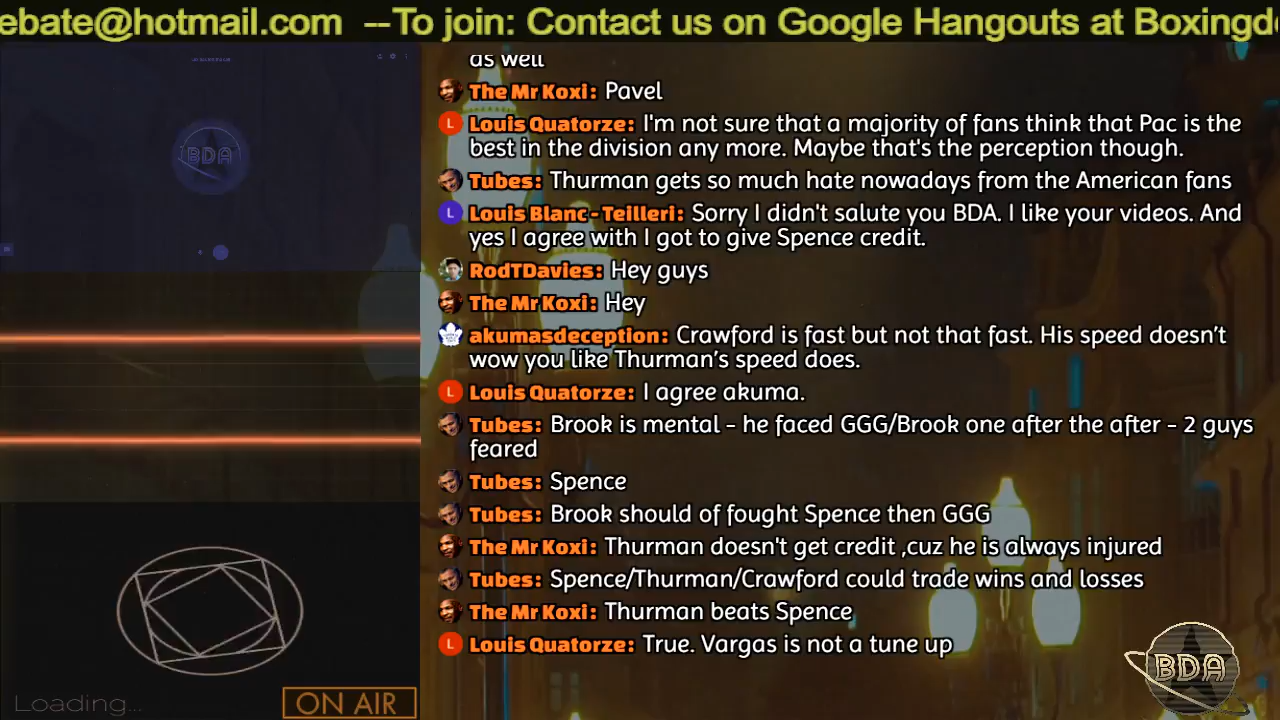 ebate@hotmail.com --To join: Contact us on Google Hangouts at Boxingde
as well
The Mr Koxi: Pavel
L Louis Quatorze: I'm not sure that a majority of fans think that Pac is the
best in the division any more. Maybe that's the perception though.
Tubes: Thurman gets so much hate nowadays from the American fans
L Louis Blanc - Teilleri: Sorry I didn't salute you BDA. I like your videos. And
yes I agree with I got to give Spence credit.
RodTDavies: Hey guys
The Mr Koxi: Hey
akumasdeception: Crawford is fast but not that fast. His speed doesn’t
wow you like Thurman’s speed does.
L Louis Quatorze: I agree akuma.
Tubes: Brook is mental - he faced GGG/Brook one after the after - 2 guys
feared
Tubes: Spence
Tubes: Brook should of fought Spence then GGG
The Mr Koxi: Thurman doesn't get credit ,cuz he is always injured
Tubes: Spence/Thurman/Crawford could trade wins and losses
The Mr Koxi: Thurman beats Spence
L Louis Quatorze: True. Vargas is not a tune up
BDA
Loading...
ON AIR
BDA